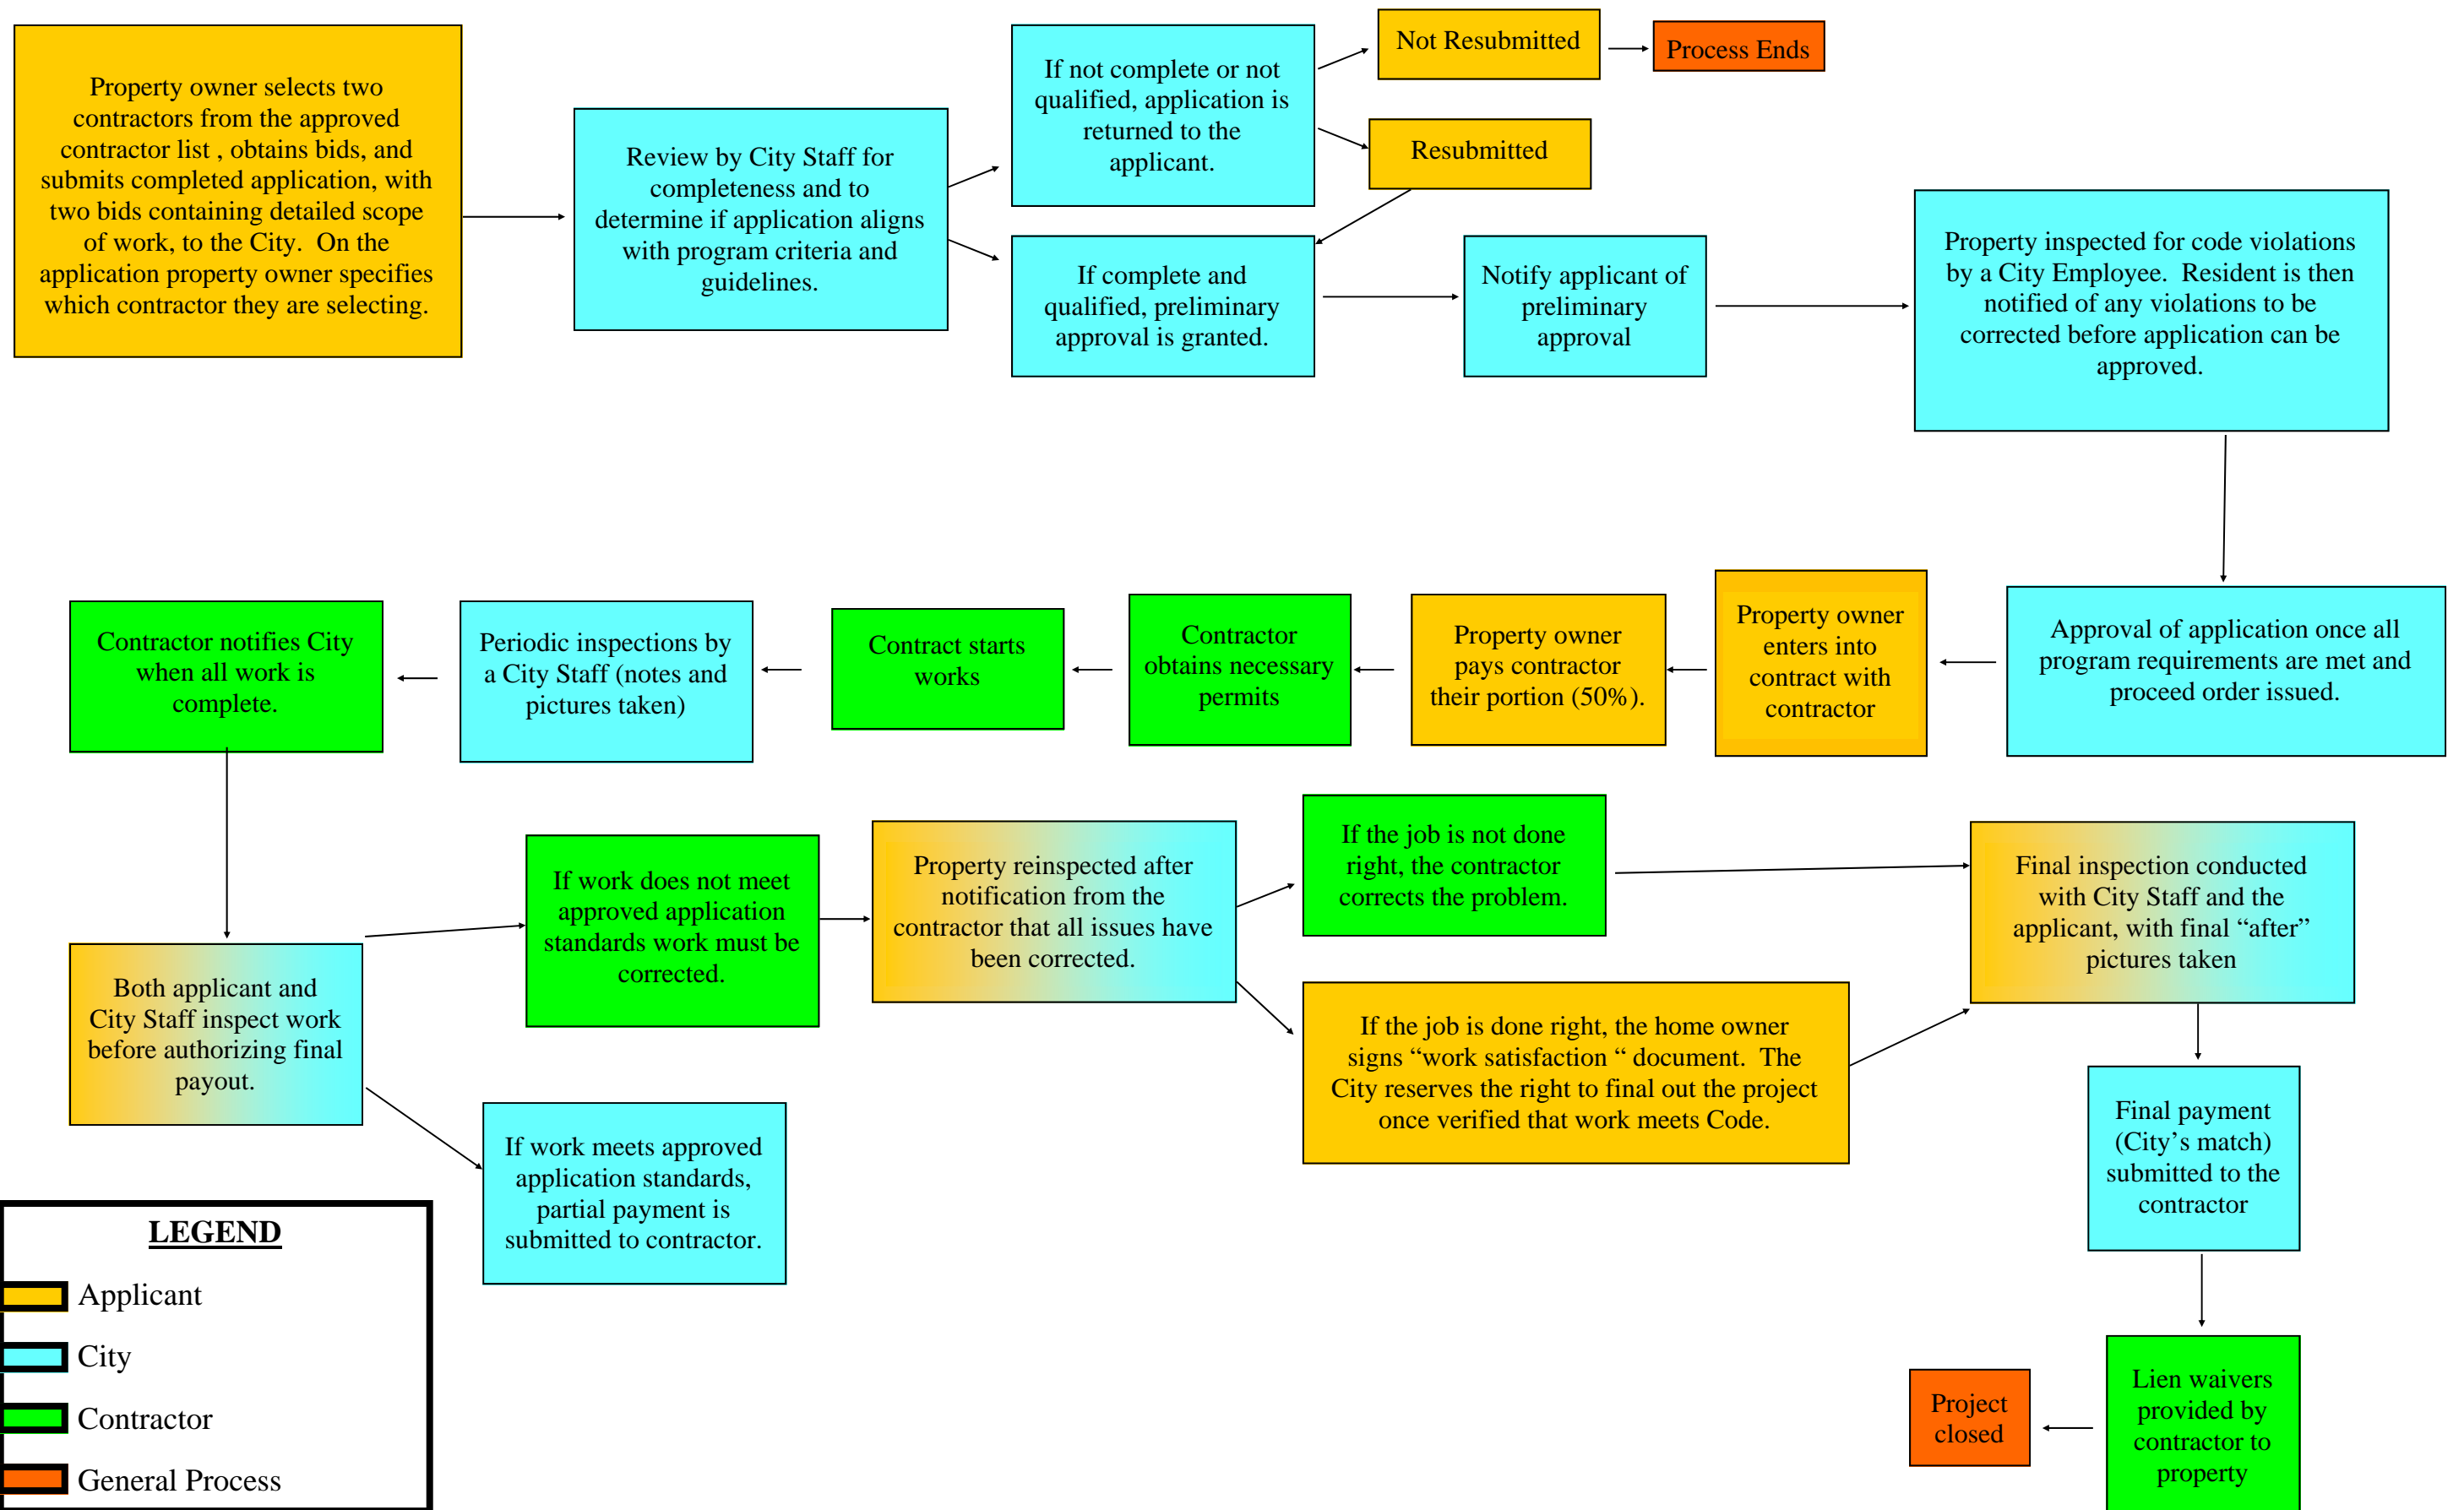 Property owner selects two
contractors from the approved
contractor list , obtains bids, and
submits completed application, with
two bids containing detailed scope
of work, to the City. On the
application property owner specifies
which contractor they are selecting.
Review by City Staff for
completeness and to
determine if application aligns
with program criteria and
guidelines.
If not complete or not
qualified, application is
returned to the
applicant.
Not Resubmitted
Process Ends
Resubmitted
If complete and
qualified, preliminary
approval is granted.
Notify applicant of
preliminary
approval
Property inspected for code violations
by a City Employee. Resident is then
notified of any violations to be
corrected before application can be
approved.
Approval of application once all
program requirements are met and
proceed order issued.
Property owner
enters into
contract with
contractor
Property owner
pays contractor
their portion (50%).
Contractor
obtains necessary
permits
Contract starts
works
Periodic inspections by
a City Staff (notes and
pictures taken)
Contractor notifies City
when all work is
complete.
Both applicant and
City Staff inspect work
before authorizing final
payout.
If work does not meet
approved application
standards work must be
corrected.
If work meets approved
application standards,
partial payment is
submitted to contractor.
Property reinspected after
notification from the
contractor that all issues have
been corrected.
If the job is not done
right, the contractor
corrects the problem.
If the job is done right, the home owner
signs “work satisfaction “ document. The
City reserves the right to final out the project
once verified that work meets Code.
Final inspection conducted
with City Staff and the
applicant, with final “after”
pictures taken
Final payment
(City’s match)
submitted to the
contractor
Lien waivers
provided by
contractor to
property
Project
closed
LEGEND
Applicant
City
Contractor
General Process